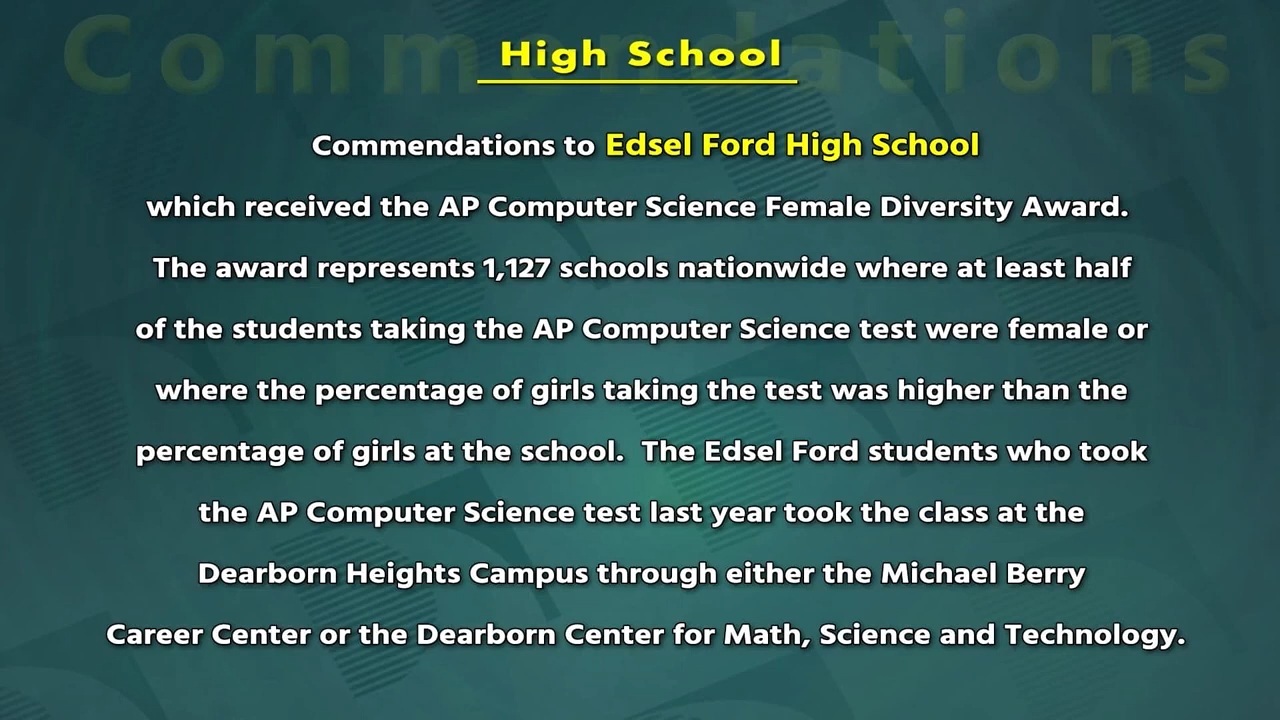 Commendations
High School
Commendations to Edsel Ford High School
which received the AP Computer Science Female Diversity Award.
The award represents 1,127 schools nationwide where at least half
of the students taking the AP Computer Science test were female or
where the percentage of girls taking the test was higher than the
percentage of girls at the school.  The Edsel Ford students who took
the AP Computer Science test last year took the class at the
Dearborn Heights Campus through either the Michael Berry
Career Center or the Dearborn Center for Math, Science and Technology.